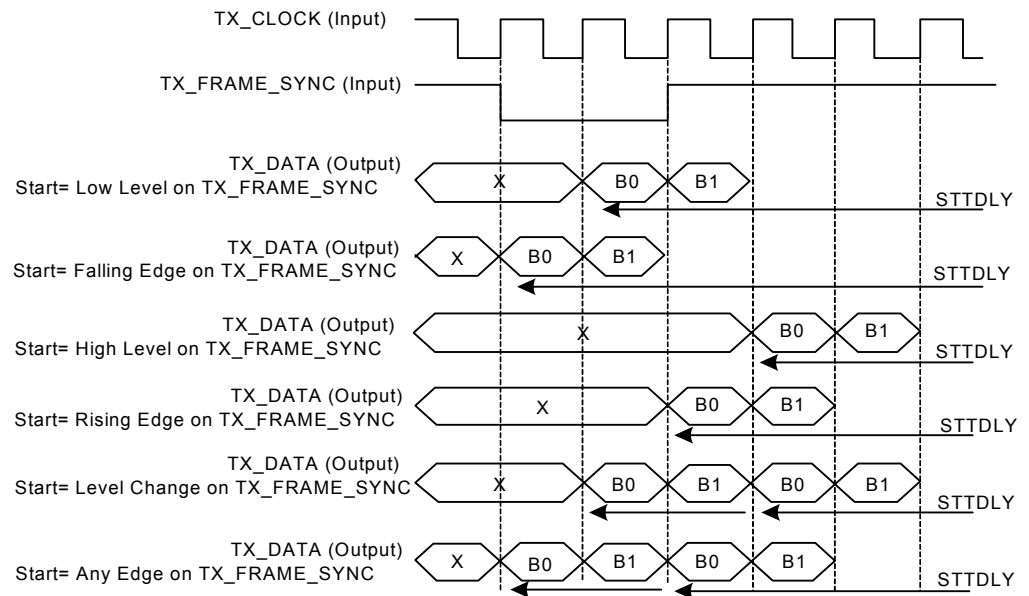 TX_CLOCK (Input)
TX_FRAME_SYNC (Input)
TX_DATA (Output)
Start= Low Level on TX_FRAME_SYNC
X B0 B1
STTDLY
TX_DATA (Output)
Start= Falling Edge on TX_FRAME_SYNC
X B0 B1
STTDLY
TX_DATA (Output)
Start= High Level on TX_FRAME_SYNC
X B0 B1
STTDLY
TX_DATA (Output)
Start= Rising Edge on TX_FRAME_SYNC
X B0 B1
STTDLY
TX_DATA (Output)
Start= Level Change on TX_FRAME_SYNC
X B0 B1 B0 B1
STTDLY
TX_DATA (Output)
Start= Any Edge on TX_FRAME_SYNC
X B0 B1 B0 B1
STTDLY